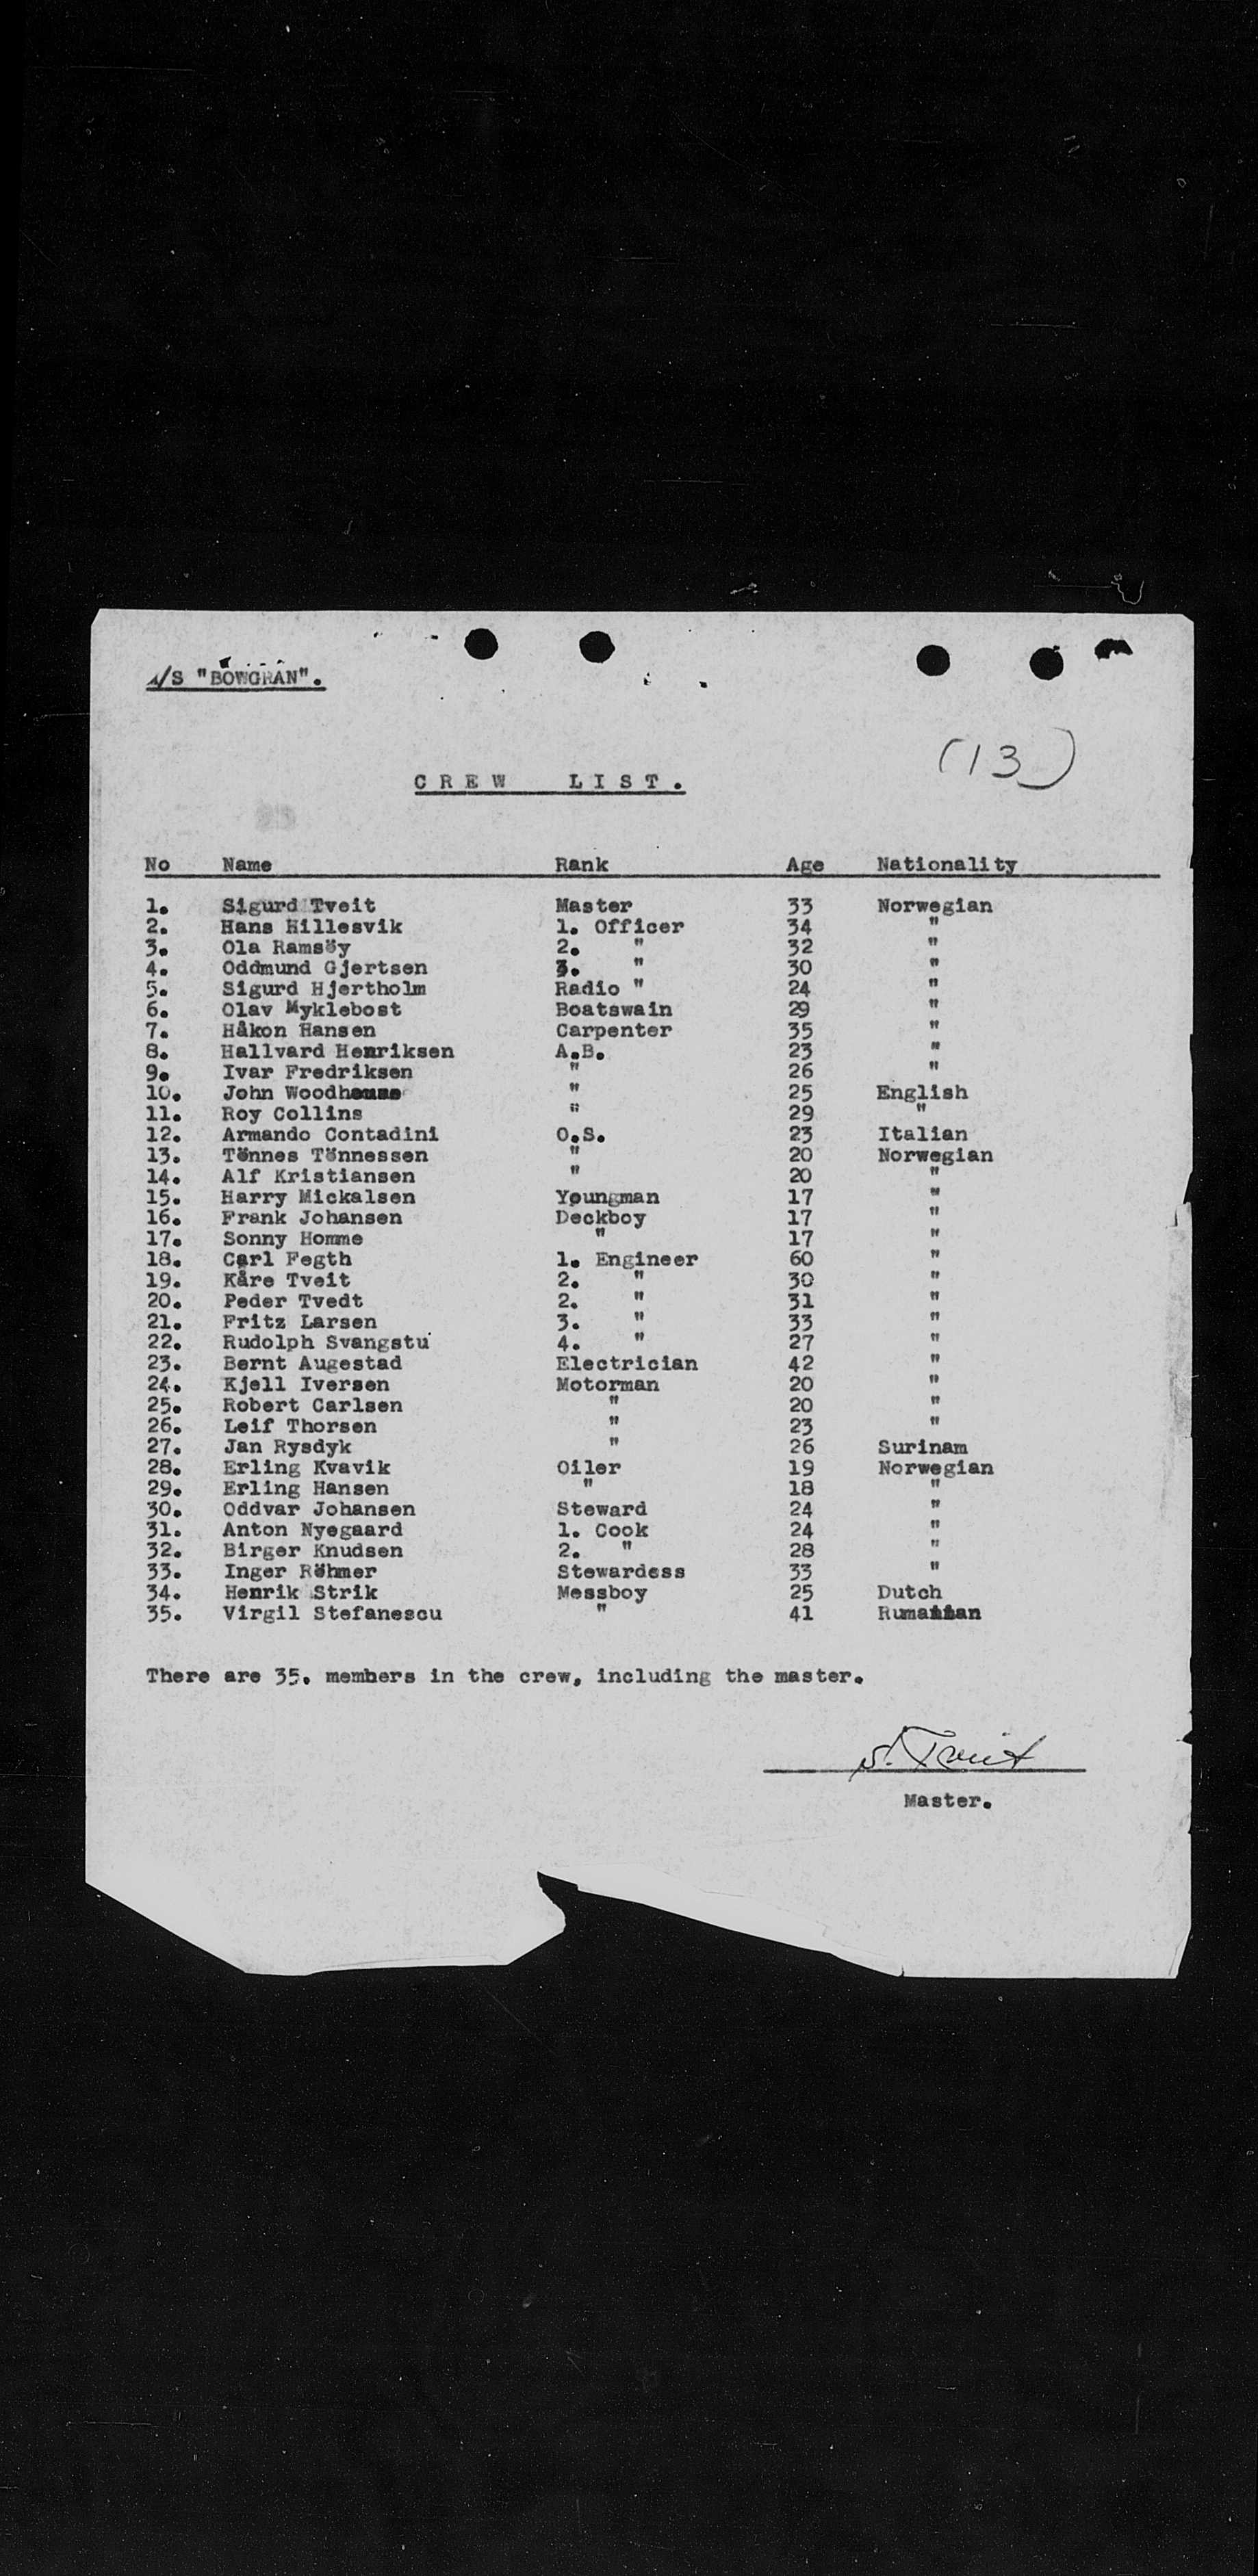 M/S "BOWGRAN".
(13)
CREW LIST.
No Name Rank Age Nationality
1. Sigurd Tveit Master 33 Norwegian
2. Hans Hillesvik 1. Officer 34 "
3. Ola Ramsöy 2. " 32 "
4. Oddmund Gjertsen 3. " 30 "
5. Sigurd Hjertholm Radio " 24 "
6. Olav Myklebost Boatswain 29 "
7. Håkon Hansen Carpenter 35 "
8. Hallvard Henriksen A.B. 23 "
9. Ivar Fredriksen " 26 "
10. John " 25 English
11. Roy Collins " 29 "
12. Armando Contadini O.S. 23 Italian
13. Tönnes Tönnessen " 20 Norwegian
14. Alf Kristiansen " 20 "
15. Harry Mickalsen Youngman 17 "
16. Frank Johansen Deckboy 17 "
17. Sonny Homme " 17 "
18. Carl Fegth 1. Engineer 60 "
19. Kåre Tveit 2. " 30 "
20. Peder Tvedt 2. " 31 "
21. Fritz Larsen 3. " 33 "
22. Rudolph Svangstu 4. " 27 "
23. Bernt Augestad Electrician 42 "
24. Kjell Iversen Motorman 20 "
25. Robert Carlsen " 20 "
26. Leif Thorsen " 23 "
27. Jan Rysdyk " 26 Surinam
28. Erling Kvavik Oiler 19 Norwegian
29. Erling Hansen " 18 "
30. Oddvar Johansen Steward 24 "
31. Anton Nyegaard 1. Cook 24 "
32. Birger Knudsen 2. " 28 "
33. Inger Röhmer Stewardess 33 "
34. Henrik Strik Messboy 25 Dutch
35. Virgil Stefanescu " 41 Rumanian
There are 35. members in the crew, including the master.
S. Tveit
Master.